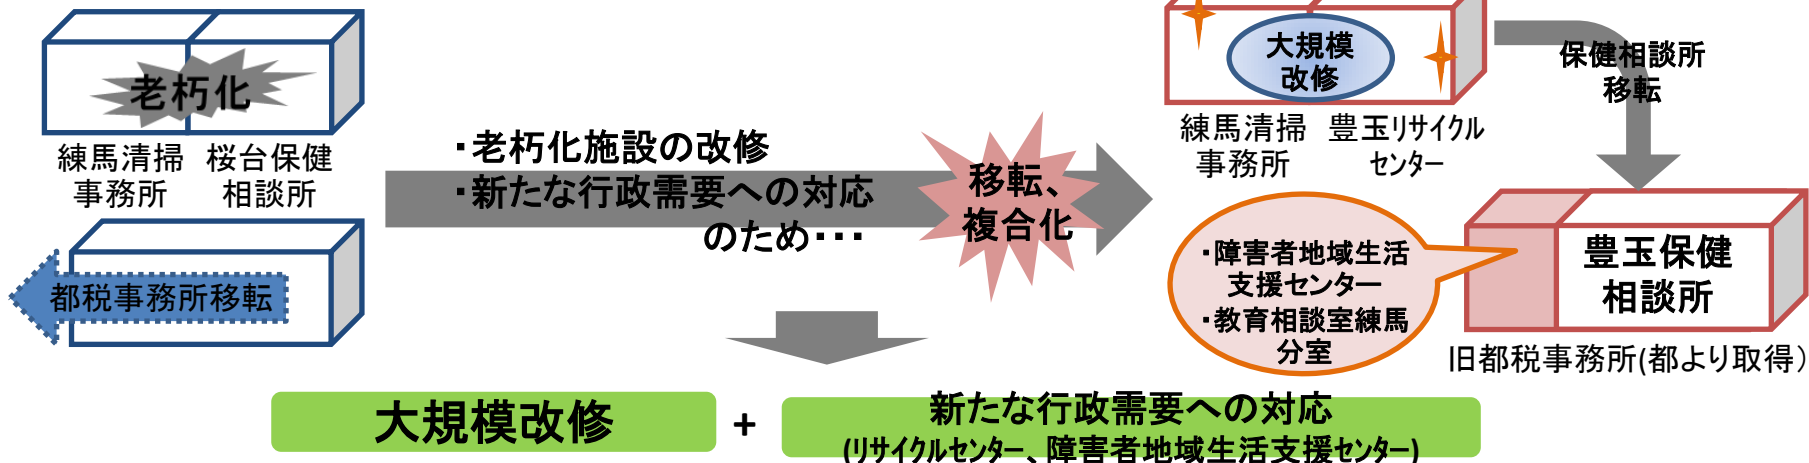 老朽化
練馬清掃
事務所
桜台保健
相談所
都税事務所移転
・老朽化施設の改修
・新たな行政需要への対応
のため・・・
移転、
複合化
大規模
改修
練馬清掃
事務所
豊玉リサイクル
センター
保健相談所
移転
・障害者地域生活
支援センター
・教育相談室練馬
分室
豊玉保健
相談所
旧都税事務所(都より取得)
大規模改修
+
新たな行政需要への対応
(リサイクルセンター、障害者地域生活支援センター)